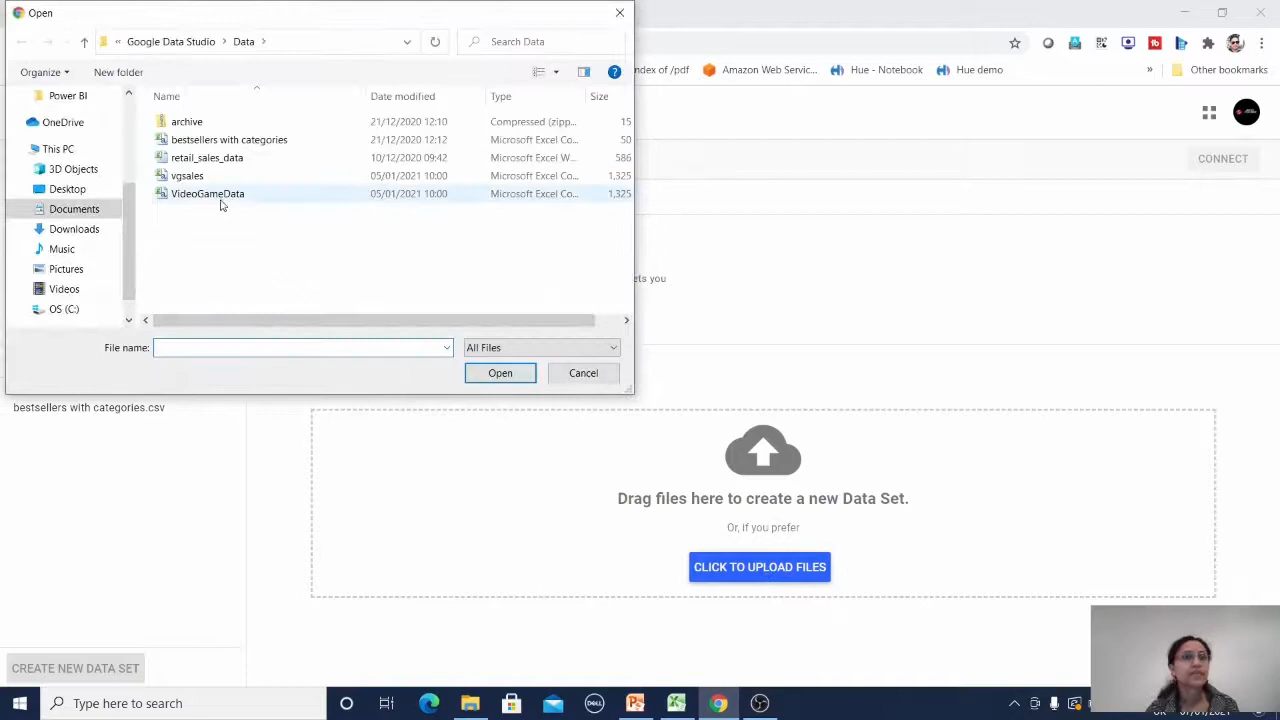 Open
« Google Data Studio > Data >
Search Data
Organize
New folder
Power BI
OneDrive
This PC
3D Objects
Desktop
Documents
Downloads
Music
Pictures
Videos
OS (C:)
Name Date modified Type Size
archive 21/12/2020 12:10 Compressed (zipp... 15
bestsellers with categories 21/12/2020 12:12 Microsoft Excel Co... 50
retail_sales_data 10/12/2020 09:42 Microsoft Excel W... 586
vgsales 05/01/2021 10:00 Microsoft Excel Co... 1,325
VideoGameData 05/01/2021 10:00 Microsoft Excel Co... 1,325
File name:
All Files
Open
Cancel
ndex of /pdf
Amazon Web Servic...
Hue - Notebook
Hue demo
»
Other bookmarks
CONNECT
ets you
bestsellers with categories.csv
Drag files here to create a new Data Set.
Or, if you prefer
CLICK TO UPLOAD FILES
CREATE NEW DATA SET
Type here to search